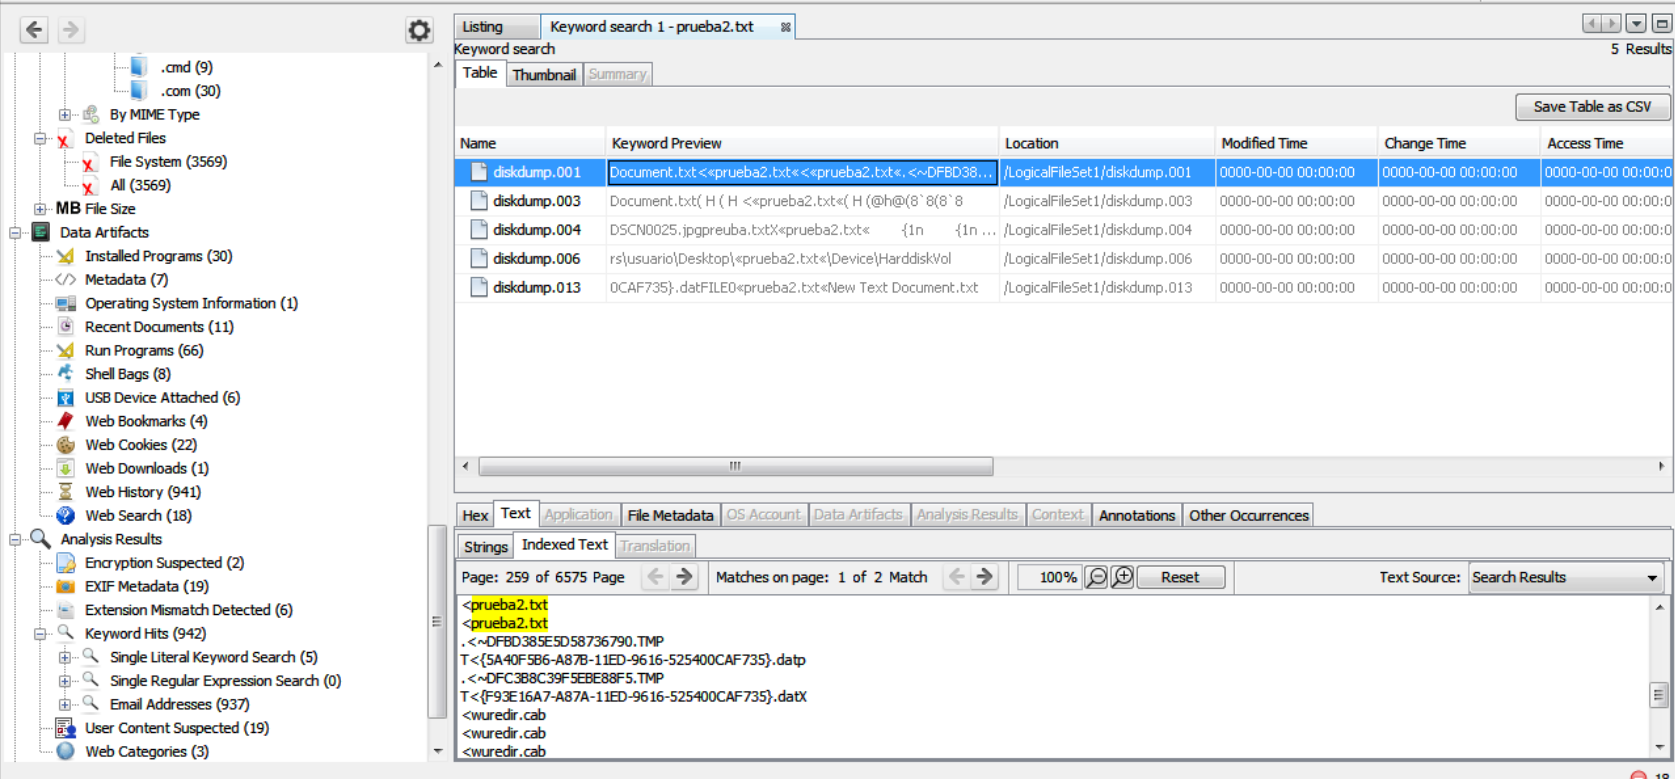 .cmd (9)
.com (30)
By MIME Type
Deleted Files
File System (3569)
All (3569)
MB File Size
Data Artifacts
Installed Programs (30)
Metadata (7)
Operating System Information (1)
Recent Documents (11)
Run Programs (66)
Shell Bags (8)
USB Device Attached (6)
Web Bookmarks (4)
Web Cookies (22)
Web Downloads (1)
Web History (941)
Web Search (18)
Analysis Results
Encryption Suspected (2)
EXIF Metadata (19)
Extension Mismatch Detected (6)
Keyword Hits (942)
Single Literal Keyword Search (5)
Single Regular Expression Search (0)
Email Addresses (937)
User Content Suspected (19)
Web Categories (3)
Listing Keyword search 1 - prueba2.txt
Keyword search 5 Results
Table Thumbnail Summary
Save Table as CSV
Name Keyword Preview Location Modified Time Change Time Access Time
diskdump.001 Document.txt<«prueba2.txt«<«prueba2.txt«.<~DFBD38... /LogicalFileSet1/diskdump.001 0000-00-00 00:00:00 0000-00-00 00:00:00 0000-00-00 00:00:0
diskdump.003 Document.txt( H ( H <«prueba2.txt«( H (@h@(8`8(8`8 /LogicalFileSet1/diskdump.003 0000-00-00 00:00:00 0000-00-00 00:00:00 0000-00-00 00:00:0
diskdump.004 DSCN0025.jpgpreuba.txtX«prueba2.txt« {1n {1n ... /LogicalFileSet1/diskdump.004 0000-00-00 00:00:00 0000-00-00 00:00:00 0000-00-00 00:00:0
diskdump.006 rs\usuario\Desktop\«prueba2.txt«\Device\HarddiskVol /LogicalFileSet1/diskdump.006 0000-00-00 00:00:00 0000-00-00 00:00:00 0000-00-00 00:00:0
diskdump.013 0CAF735}.datFILE0«prueba2.txt«New Text Document.txt /LogicalFileSet1/diskdump.013 0000-00-00 00:00:00 0000-00-00 00:00:00 0000-00-00 00:00:0
Hex Text Application File Metadata OS Account Data Artifacts Analysis Results Context Annotations Other Occurrences
Strings Indexed Text Translation
Page: 259 of 6575 Page Matches on page: 1 of 2 Match 100% Reset Text Source: Search Results
<prueba2.txt
<prueba2.txt
.<~DFBD385E5D58736790.TMP
T<{5A40F5B6-A87B-11ED-9616-525400CAF735}.datp
.<~DFC3B8C39F5EBE88F5.TMP
T<{F93E16A7-A87A-11ED-9616-525400CAF735}.datX
<wuredir.cab
<wuredir.cab
<wuredir.cab